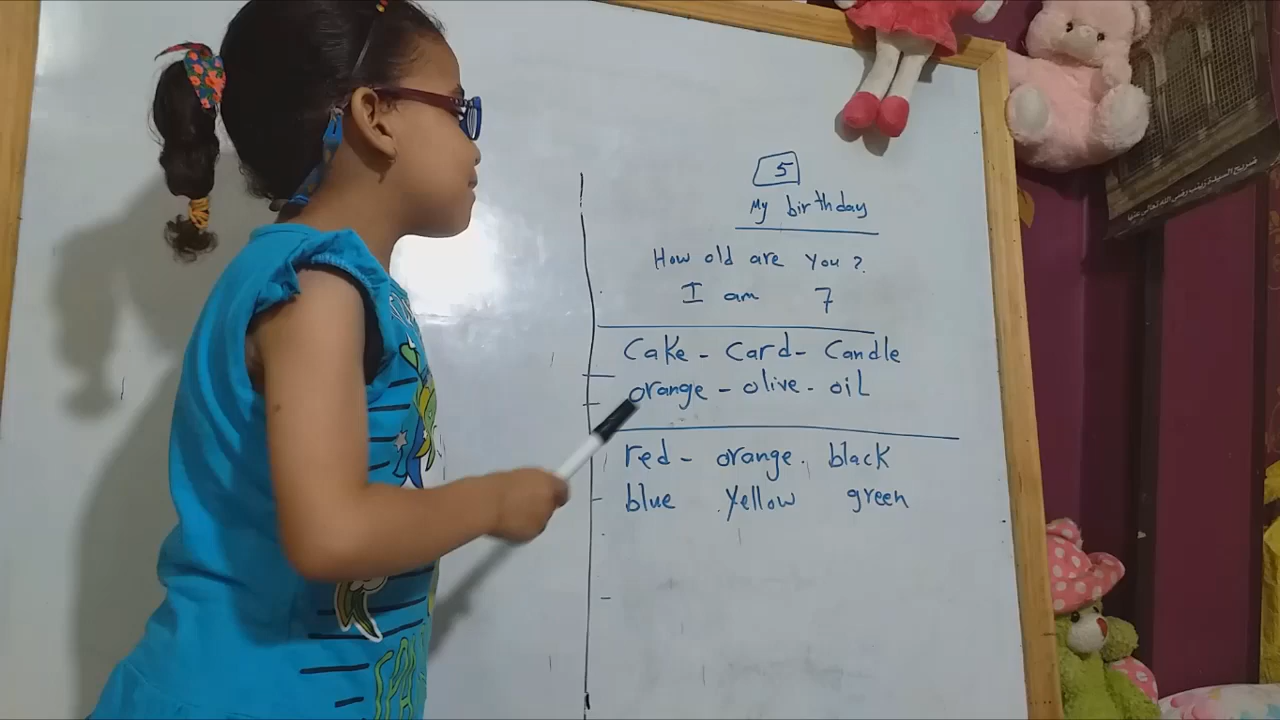 5
My birthday
How old are you?
I am 7
Cake - Card - Candle
orange - olive - oil
red - orange. black
blue yellow green